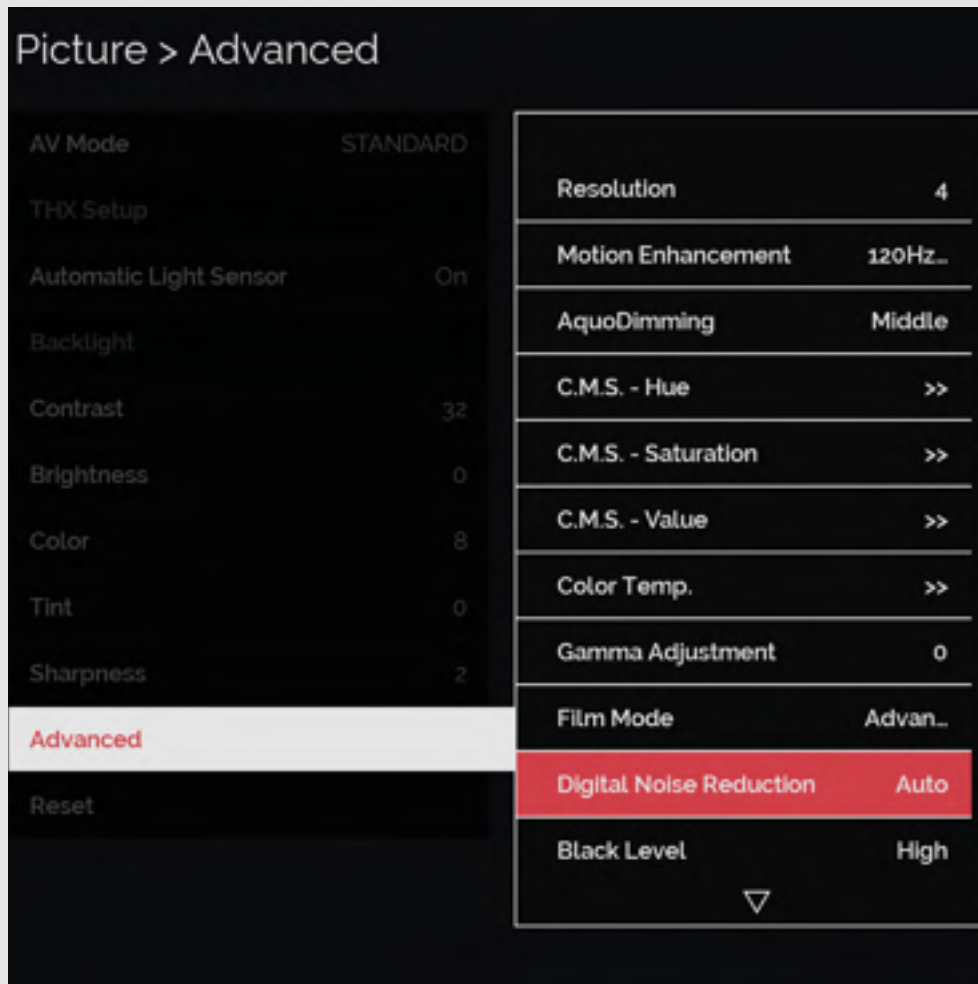 Picture > Advanced
AV Mode STANDARD
THX Setup
Automatic Light Sensor On
Backlight
Contrast 32
Brightness 0
Color 8
Tint 0
Sharpness 2
Advanced
Reset
Resolution 4
Motion Enhancement 120Hz...
AquoDimming Middle
C.M.S. - Hue >>
C.M.S. - Saturation >>
C.M.S. - Value >>
Color Temp. >>
Gamma Adjustment 0
Film Mode Advan...
Digital Noise Reduction Auto
Black Level High